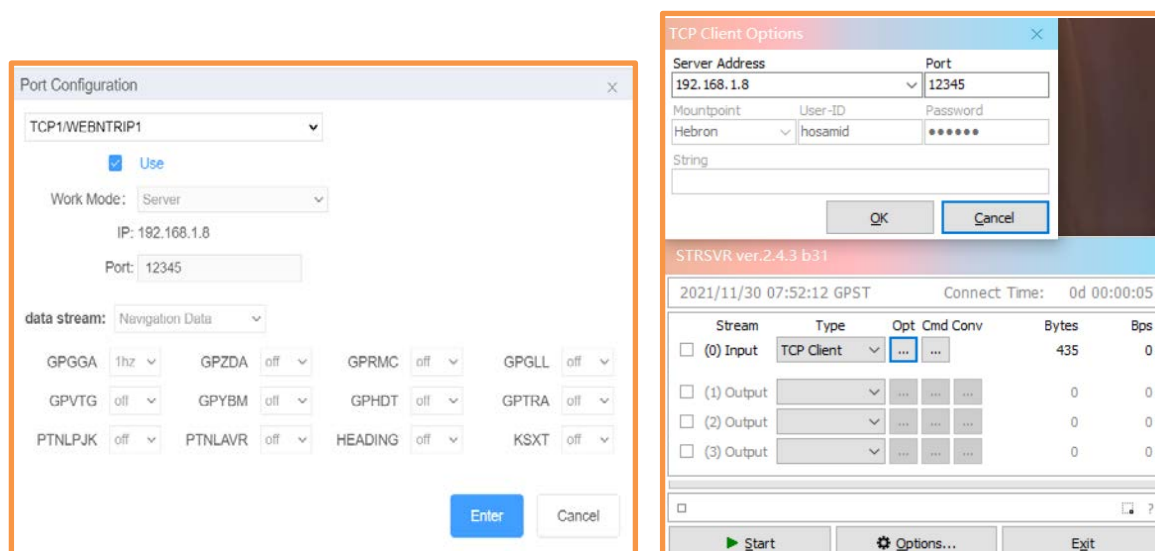 Port Configuration
TCP1/WEBNTRIP1
Use
Work Mode: Server
IP: 192.168.1.8
Port: 12345
data stream: Navigation Data
GPGGA 1hz GPZDA off GPRMC off GPGLL off
GPVTG off GPYBM off GPHDT off GPTRA off
PTNLPJK off PTNLAVR off HEADING off KSXT off
Enter Cancel
TCP Client Options
Server Address Port
192.168.1.8 12345
Mountpoint User-ID Password
Hebron hosamid ●●●●●●
String
OK Cancel
STRSVR ver.2.4.3 b31
2021/11/30 07:52:12 GPST Connect Time: 0d 00:00:05
Stream Type Opt Cmd Conv Bytes Bps
(0) Input TCP Client ... ... 435 0
(1) Output ... ... ... 0 0
(2) Output ... ... ... 0 0
(3) Output ... ... ... 0 0
?
Start Options... Exit